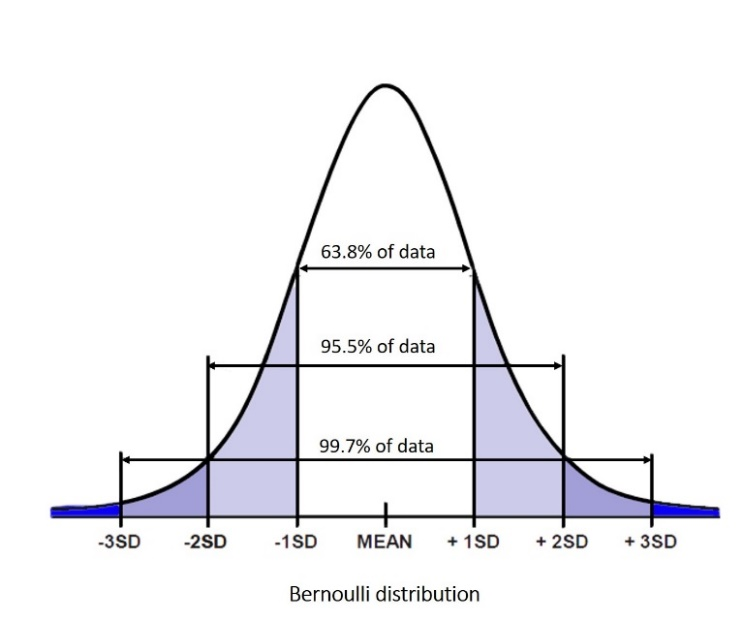 63.8% of data
95.5% of data
99.7% of data
-3SD -2SD -1SD MEAN + 1SD + 2SD + 3SD
Bernoulli distribution